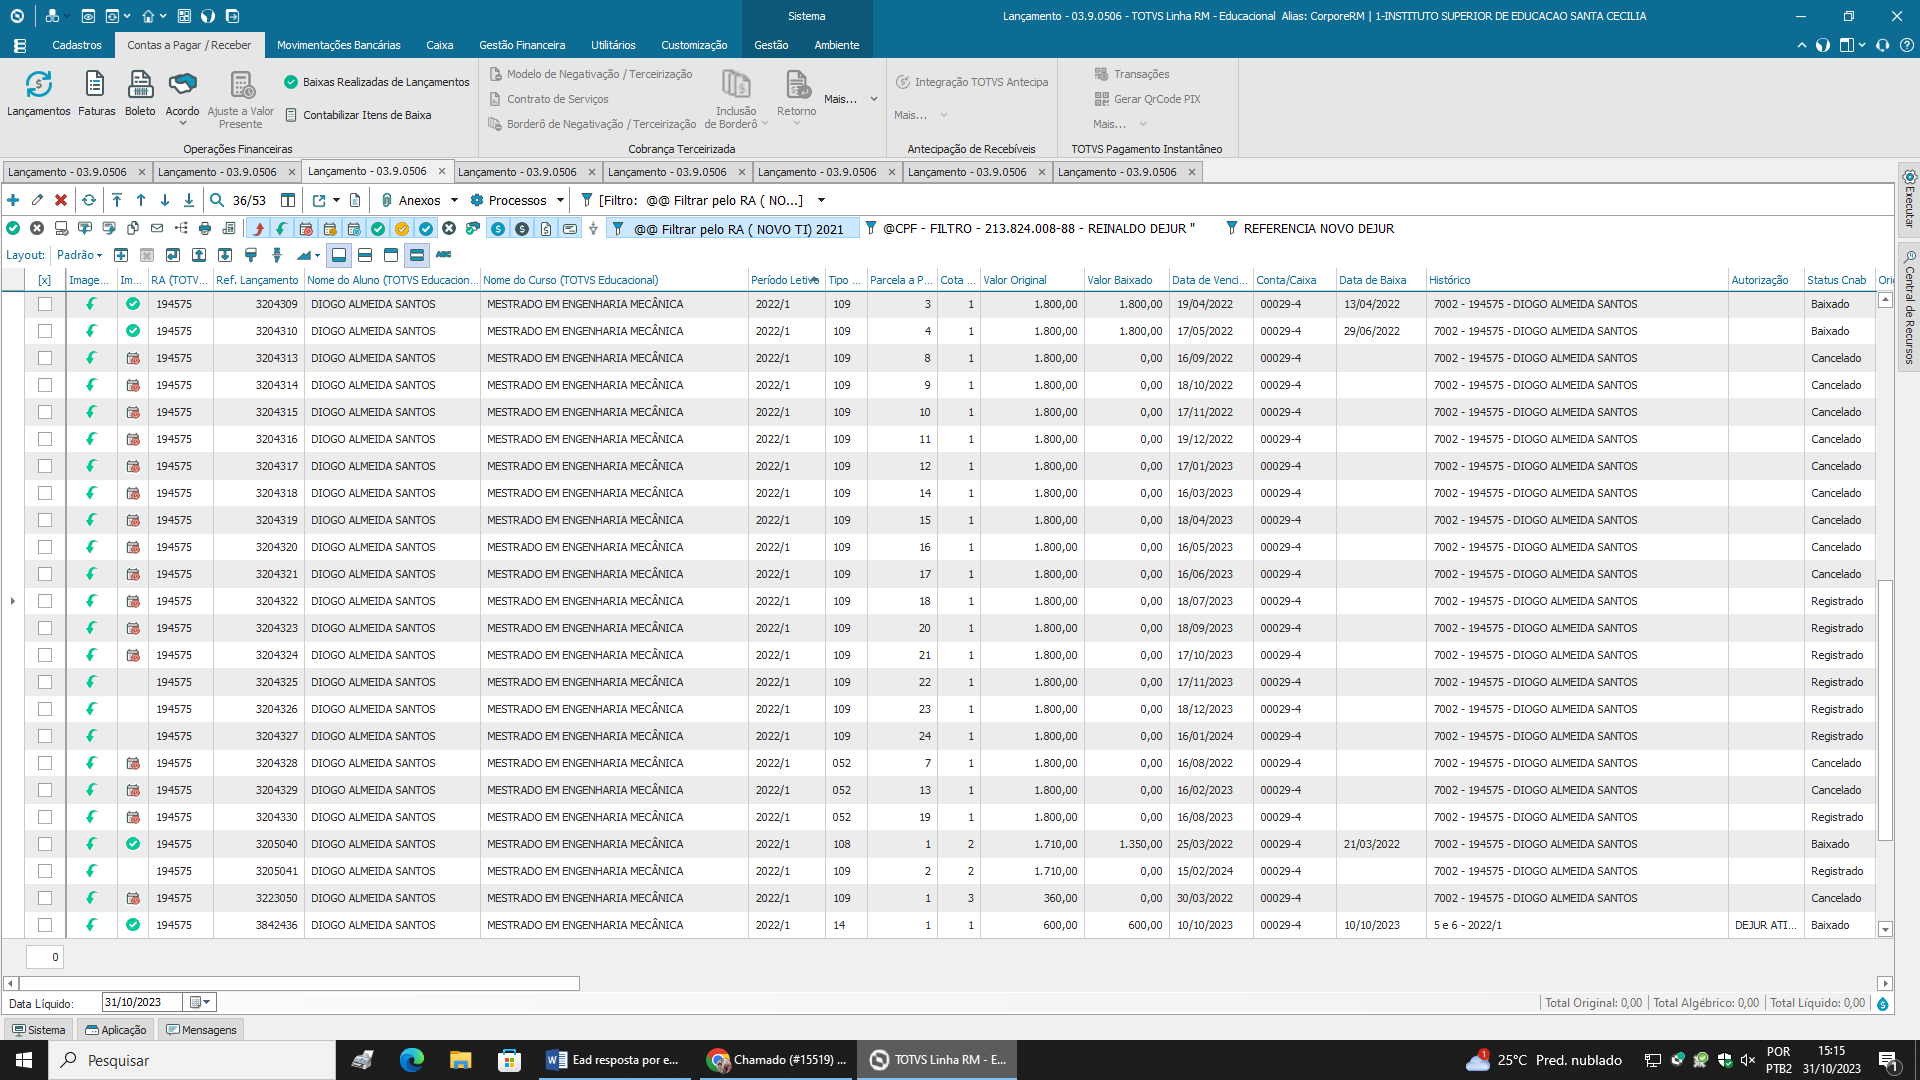 Sistema
Lançamento - 03.9.0506 - TOTVS Linha RM - Educacional Alias: CorporeRM | 1-INSTITUTO SUPERIOR DE EDUCACAO SANTA CECILIA
Cadastros Contas a Pagar / Receber Movimentações Bancárias Caixa Gestão Financeira Utilitários Customização Gestão Ambiente
Lançamentos Faturas Boleto Acordo Ajuste a Valor Presente
Baixas Realizadas de Lançamentos
Contabilizar Itens de Baixa
Operações Financeiras
Modelo de Negativação / Terceirização
Contrato de Serviços
Borderô de Negativação / Terceirização
Inclusão de Borderô Retorno Mais...
Cobrança Terceirizada
Integração TOTVS Antecipa
Mais...
Antecipação de Recebíveis
Transações
Gerar QrCode PIX
Mais...
TOTVS Pagamento Instantâneo
Lançamento - 03.9.0506 Lançamento - 03.9.0506 Lançamento - 03.9.0506 Lançamento - 03.9.0506 Lançamento - 03.9.0506 Lançamento - 03.9.0506 Lançamento - 03.9.0506 Lançamento - 03.9.0506
36/53 Anexos Processos [Filtro: @@ Filtrar pelo RA ( NO...]
@@ Filtrar pelo RA ( NOVO TI) 2021 @CPF - FILTRO - 213.824.008-88 - REINALDO DEJUR " REFERENCIA NOVO DEJUR
Layout: Padrão ABC
[x] Image... Im... RA (TOTV... Ref. Lançamento Nome do Aluno (TOTVS Educacion... Nome do Curso (TOTVS Educacional) Período Letivo Tipo ... Parcela a P... Cota ... Valor Original Valor Baixado Data de Venci... Conta/Caixa Data de Baixa Histórico Autorização Status Cnab Ori
194575 3204309 DIOGO ALMEIDA SANTOS MESTRADO EM ENGENHARIA MECÂNICA 2022/1 109 3 1 1.800,00 1.800,00 19/04/2022 00029-4 13/04/2022 7002 - 194575 - DIOGO ALMEIDA SANTOS Baixado
194575 3204310 DIOGO ALMEIDA SANTOS MESTRADO EM ENGENHARIA MECÂNICA 2022/1 109 4 1 1.800,00 1.800,00 17/05/2022 00029-4 29/06/2022 7002 - 194575 - DIOGO ALMEIDA SANTOS Baixado
194575 3204313 DIOGO ALMEIDA SANTOS MESTRADO EM ENGENHARIA MECÂNICA 2022/1 109 8 1 1.800,00 0,00 16/09/2022 00029-4 7002 - 194575 - DIOGO ALMEIDA SANTOS Cancelado
194575 3204314 DIOGO ALMEIDA SANTOS MESTRADO EM ENGENHARIA MECÂNICA 2022/1 109 9 1 1.800,00 0,00 18/10/2022 00029-4 7002 - 194575 - DIOGO ALMEIDA SANTOS Cancelado
194575 3204315 DIOGO ALMEIDA SANTOS MESTRADO EM ENGENHARIA MECÂNICA 2022/1 109 10 1 1.800,00 0,00 17/11/2022 00029-4 7002 - 194575 - DIOGO ALMEIDA SANTOS Cancelado
194575 3204316 DIOGO ALMEIDA SANTOS MESTRADO EM ENGENHARIA MECÂNICA 2022/1 109 11 1 1.800,00 0,00 19/12/2022 00029-4 7002 - 194575 - DIOGO ALMEIDA SANTOS Cancelado
194575 3204317 DIOGO ALMEIDA SANTOS MESTRADO EM ENGENHARIA MECÂNICA 2022/1 109 12 1 1.800,00 0,00 17/01/2023 00029-4 7002 - 194575 - DIOGO ALMEIDA SANTOS Cancelado
194575 3204318 DIOGO ALMEIDA SANTOS MESTRADO EM ENGENHARIA MECÂNICA 2022/1 109 14 1 1.800,00 0,00 16/03/2023 00029-4 7002 - 194575 - DIOGO ALMEIDA SANTOS Cancelado
194575 3204319 DIOGO ALMEIDA SANTOS MESTRADO EM ENGENHARIA MECÂNICA 2022/1 109 15 1 1.800,00 0,00 18/04/2023 00029-4 7002 - 194575 - DIOGO ALMEIDA SANTOS Cancelado
194575 3204320 DIOGO ALMEIDA SANTOS MESTRADO EM ENGENHARIA MECÂNICA 2022/1 109 16 1 1.800,00 0,00 16/05/2023 00029-4 7002 - 194575 - DIOGO ALMEIDA SANTOS Cancelado
194575 3204321 DIOGO ALMEIDA SANTOS MESTRADO EM ENGENHARIA MECÂNICA 2022/1 109 17 1 1.800,00 0,00 16/06/2023 00029-4 7002 - 194575 - DIOGO ALMEIDA SANTOS Cancelado
194575 3204322 DIOGO ALMEIDA SANTOS MESTRADO EM ENGENHARIA MECÂNICA 2022/1 109 18 1 1.800,00 0,00 18/07/2023 00029-4 7002 - 194575 - DIOGO ALMEIDA SANTOS Registrado
194575 3204323 DIOGO ALMEIDA SANTOS MESTRADO EM ENGENHARIA MECÂNICA 2022/1 109 20 1 1.800,00 0,00 18/09/2023 00029-4 7002 - 194575 - DIOGO ALMEIDA SANTOS Registrado
194575 3204324 DIOGO ALMEIDA SANTOS MESTRADO EM ENGENHARIA MECÂNICA 2022/1 109 21 1 1.800,00 0,00 17/10/2023 00029-4 7002 - 194575 - DIOGO ALMEIDA SANTOS Registrado
194575 3204325 DIOGO ALMEIDA SANTOS MESTRADO EM ENGENHARIA MECÂNICA 2022/1 109 22 1 1.800,00 0,00 17/11/2023 00029-4 7002 - 194575 - DIOGO ALMEIDA SANTOS Registrado
194575 3204326 DIOGO ALMEIDA SANTOS MESTRADO EM ENGENHARIA MECÂNICA 2022/1 109 23 1 1.800,00 0,00 18/12/2023 00029-4 7002 - 194575 - DIOGO ALMEIDA SANTOS Registrado
194575 3204327 DIOGO ALMEIDA SANTOS MESTRADO EM ENGENHARIA MECÂNICA 2022/1 109 24 1 1.800,00 0,00 16/01/2024 00029-4 7002 - 194575 - DIOGO ALMEIDA SANTOS Registrado
194575 3204328 DIOGO ALMEIDA SANTOS MESTRADO EM ENGENHARIA MECÂNICA 2022/1 052 7 1 1.800,00 0,00 16/08/2022 00029-4 7002 - 194575 - DIOGO ALMEIDA SANTOS Cancelado
194575 3204329 DIOGO ALMEIDA SANTOS MESTRADO EM ENGENHARIA MECÂNICA 2022/1 052 13 1 1.800,00 0,00 16/02/2023 00029-4 7002 - 194575 - DIOGO ALMEIDA SANTOS Cancelado
194575 3204330 DIOGO ALMEIDA SANTOS MESTRADO EM ENGENHARIA MECÂNICA 2022/1 052 19 1 1.800,00 0,00 16/08/2023 00029-4 7002 - 194575 - DIOGO ALMEIDA SANTOS Registrado
194575 3205040 DIOGO ALMEIDA SANTOS MESTRADO EM ENGENHARIA MECÂNICA 2022/1 108 1 2 1.710,00 1.350,00 25/03/2022 00029-4 21/03/2022 7002 - 194575 - DIOGO ALMEIDA SANTOS Baixado
194575 3205041 DIOGO ALMEIDA SANTOS MESTRADO EM ENGENHARIA MECÂNICA 2022/1 109 2 2 1.710,00 0,00 15/02/2024 00029-4 7002 - 194575 - DIOGO ALMEIDA SANTOS Registrado
194575 3223050 DIOGO ALMEIDA SANTOS MESTRADO EM ENGENHARIA MECÂNICA 2022/1 109 1 3 360,00 0,00 30/03/2022 00029-4 7002 - 194575 - DIOGO ALMEIDA SANTOS Cancelado
194575 3842436 DIOGO ALMEIDA SANTOS MESTRADO EM ENGENHARIA MECÂNICA 2022/1 14 1 1 600,00 600,00 10/10/2023 00029-4 10/10/2023 5 e 6 - 2022/1 DEJUR ATI... Baixado
0
Data Líquido: 31/10/2023 Total Original: 0,00 Total Algébrico: 0,00 Total Líquido: 0,00
Sistema Aplicação Mensagens
Executar
Central de Recursos
Pesquisar Ead resposta por e... Chamado (#15519) ... TOTVS Linha RM - E... 1 25°C Pred. nublado POR PTB2 15:15 31/10/2023 1